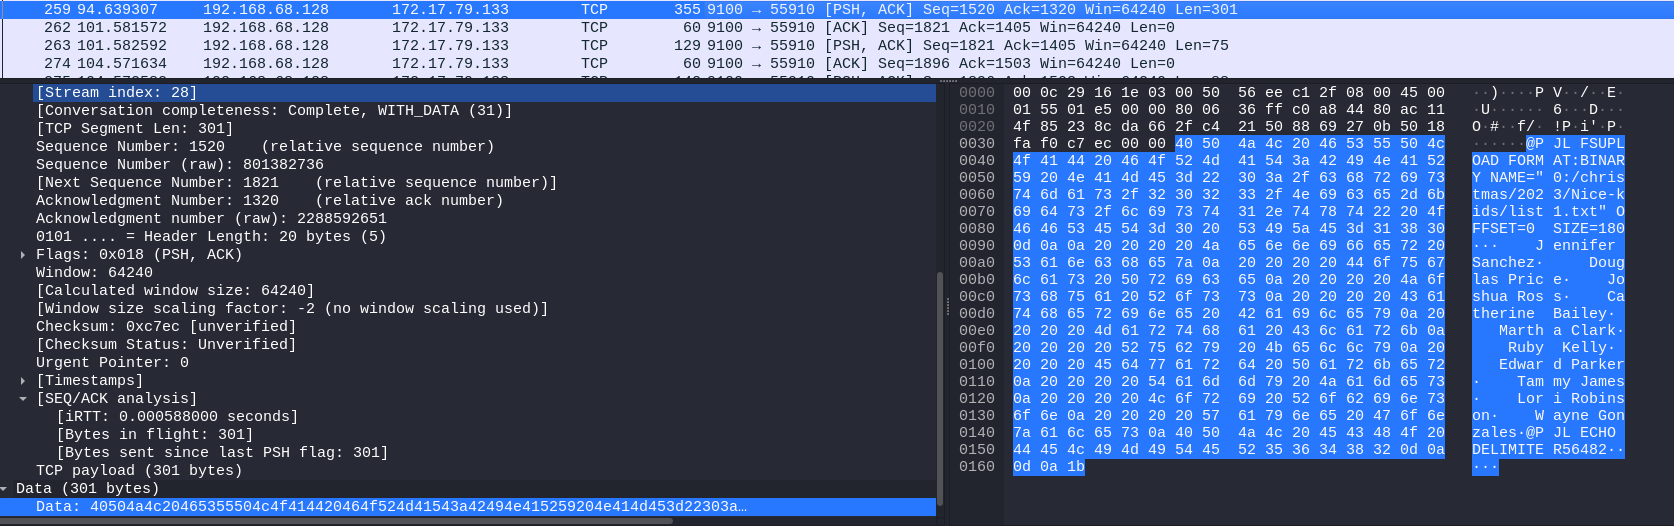 259 94.639307 192.168.68.128 172.17.79.133 TCP 355 9100 → 55910 [PSH, ACK] Seq=1520 Ack=1320 Win=64240 Len=301
262 101.581572 192.168.68.128 172.17.79.133 TCP 60 9100 → 55910 [ACK] Seq=1821 Ack=1405 Win=64240 Len=0
263 101.582592 192.168.68.128 172.17.79.133 TCP 129 9100 → 55910 [PSH, ACK] Seq=1821 Ack=1405 Win=64240 Len=75
274 104.571634 192.168.68.128 172.17.79.133 TCP 60 9100 → 55910 [ACK] Seq=1896 Ack=1503 Win=64240 Len=0
[Stream index: 28]
[Conversation completeness: Complete, WITH_DATA (31)]
[TCP Segment Len: 301]
Sequence Number: 1520    (relative sequence number)
Sequence Number (raw): 801382736
[Next Sequence Number: 1821    (relative sequence number)]
Acknowledgment Number: 1320    (relative ack number)
Acknowledgment number (raw): 2288592651
0101 .... = Header Length: 20 bytes (5)
Flags: 0x018 (PSH, ACK)
Window: 64240
[Calculated window size: 64240]
[Window size scaling factor: -2 (no window scaling used)]
Checksum: 0xc7ec [unverified]
[Checksum Status: Unverified]
Urgent Pointer: 0
[Timestamps]
[SEQ/ACK analysis]
[iRTT: 0.000588000 seconds]
[Bytes in flight: 301]
[Bytes sent since last PSH flag: 301]
TCP payload (301 bytes)
Data (301 bytes)
Data: 40504a4c20465355504c4f414420464f524d41543a42494e415259204e414d453d22303a…
0000 00 0c 29 16 1e 03 00 50 56 ee c1 2f 08 00 45 00 ··)····P V··/··E·
0010 01 55 01 e5 00 00 80 06 36 ff c0 a8 44 80 ac 11 ·U······ 6···D···
0020 4f 85 23 8c da 66 2f c4 21 50 88 69 27 0b 50 18 O·#··f/· !P·i'·P·
0030 fa f0 c7 ec 00 00 40 50 4a 4c 20 46 53 55 50 4c ······@P JL FSUPL
0040 4f 41 44 20 46 4f 52 4d 41 54 3a 42 49 4e 41 52 OAD FORM AT:BINAR
0050 59 20 4e 41 4d 45 3d 22 30 3a 2f 63 68 72 69 73 Y NAME=" 0:/chris
0060 74 6d 61 73 2f 32 30 32 33 2f 4e 69 63 65 2d 6b tmas/202 3/Nice-k
0070 69 64 73 2f 6c 69 73 74 31 2e 74 78 74 22 20 4f ids/list 1.txt" O
0080 46 46 53 45 54 3d 30 20 53 49 5a 45 3d 31 38 30 FFSET=0  SIZE=180
0090 0d 0a 0a 20 20 20 20 4a 65 6e 6e 69 66 65 72 20 ···    J ennifer
00a0 53 61 6e 63 68 65 7a 0a 20 20 20 20 44 6f 75 67 Sanchez·     Doug
00b0 6c 61 73 20 50 72 69 63 65 0a 20 20 20 20 4a 6f las Pric e·    Jo
00c0 73 68 75 61 20 52 6f 73 73 0a 20 20 20 20 43 61 shua Ros s·    Ca
00d0 74 68 65 72 69 6e 65 20 42 61 69 6c 65 79 0a 20 therine  Bailey·
00e0 20 20 20 4d 61 72 74 68 61 20 43 6c 61 72 6b 0a    Marth a Clark·
00f0 20 20 20 20 52 75 62 79 20 4b 65 6c 6c 79 0a 20     Ruby  Kelly·
0100 20 20 20 45 64 77 61 72 64 20 50 61 72 6b 65 72    Edwar d Parker
0110 0a 20 20 20 20 54 61 6d 6d 79 20 4a 61 6d 65 73 ·    Tam my James
0120 0a 20 20 20 20 4c 6f 72 69 20 52 6f 62 69 6e 73 ·    Lor i Robins
0130 6f 6e 0a 20 20 20 20 57 61 79 6e 65 20 47 6f 6e on·    W ayne Gon
0140 7a 61 6c 65 73 0a 40 50 4a 4c 20 45 43 48 4f 20 zales·@P JL ECHO
0150 44 45 4c 49 4d 49 54 45 52 35 36 34 38 32 0d 0a DELIMITE R56482··
0160 0d 0a 1b ···